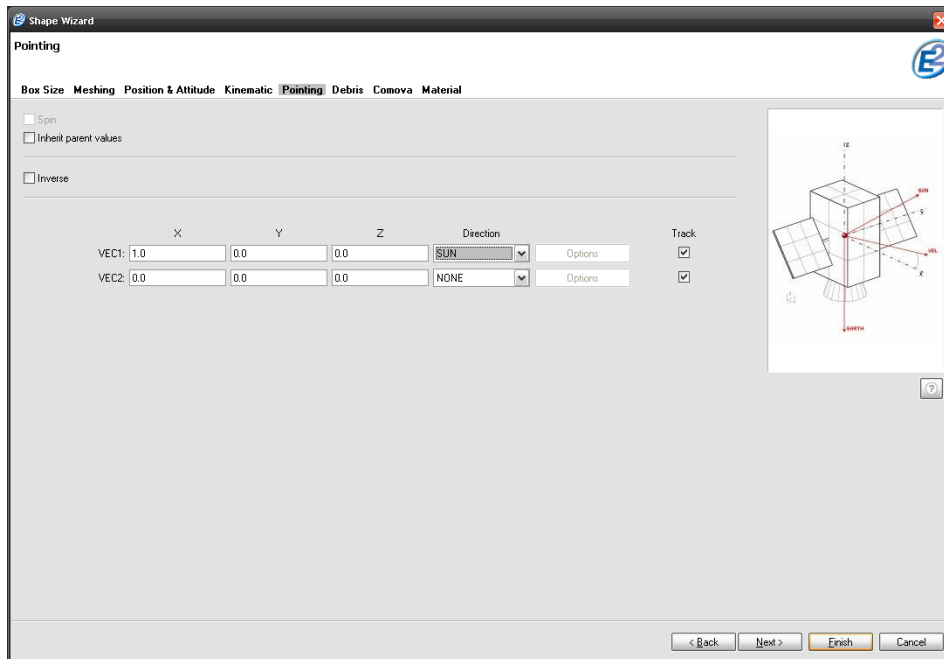 Shape Wizard
Pointing
E2
Box Size Meshing Position & Attitude Kinematic Pointing Debris Comova Material
Spin
Inherit parent values
Inverse
X Y Z Direction Track
VEC1: 1.0 0.0 0.0 SUN Options
VEC2: 0.0 0.0 0.0 NONE Options
Z
SUN
VEL
EARTH
?
< Back Next > Finish Cancel